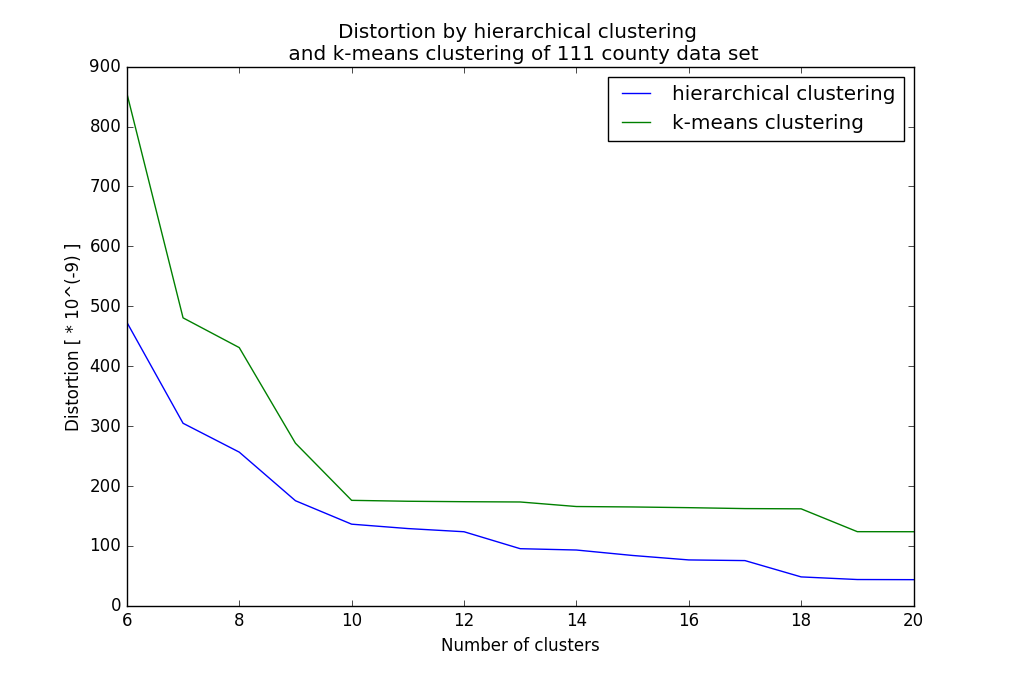 Distortion by hierarchical clustering
and k-means clustering of 111 county data set
900
800
700
600
500
400
300
200
100
0
Distortion [ * 10^(-9) ]
hierarchical clustering
k-means clustering
6 8 10 12 14 16 18 20
Number of clusters